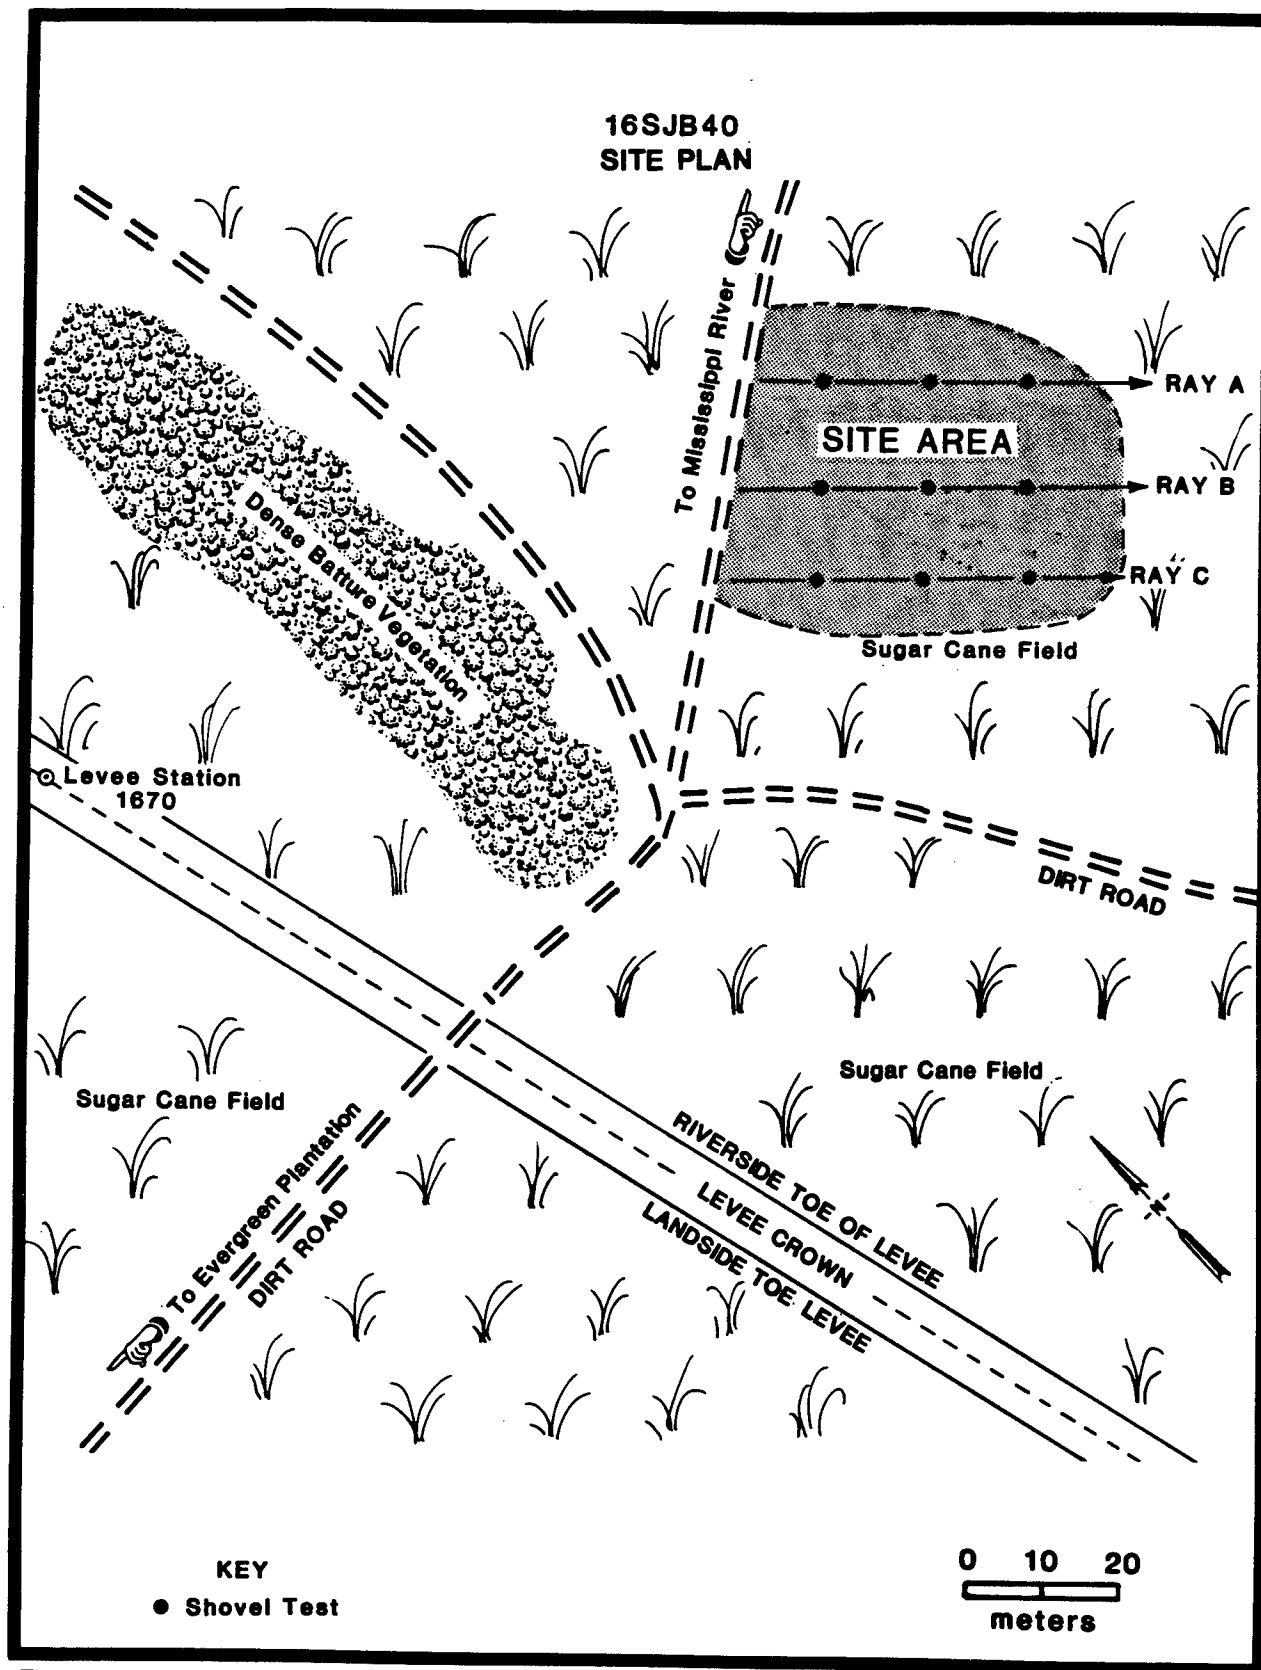 16SJB40
SITE PLAN
To Mississippi River
RAY A
SITE AREA
RAY B
RAY C
Sugar Cane Field
Dense Batture Vegetation
Levee Station
1670
DIRT ROAD
Sugar Cane Field
Sugar Cane Field
To Evergreen Plantation
DIRT ROAD
RIVERSIDE TOE OF LEVEE
LEVEE CROWN
LANDSIDE TOE LEVEE
N
KEY
Shovel Test
0 10 20
meters